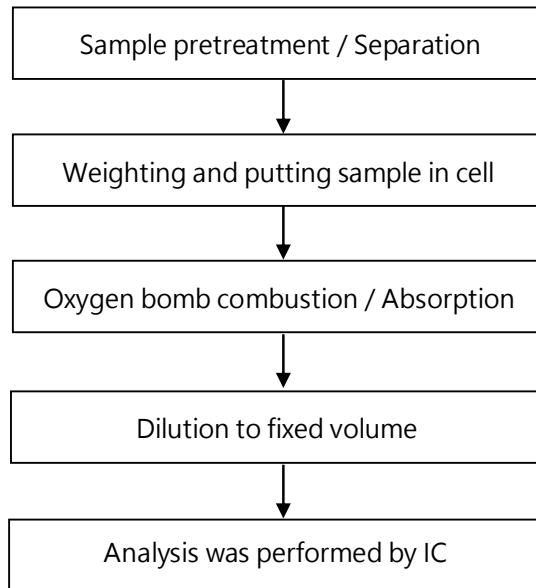 Sample pretreatment / Separation
Weighting and putting sample in cell
Oxygen bomb combustion / Absorption
Dilution to fixed volume
Analysis was performed by IC